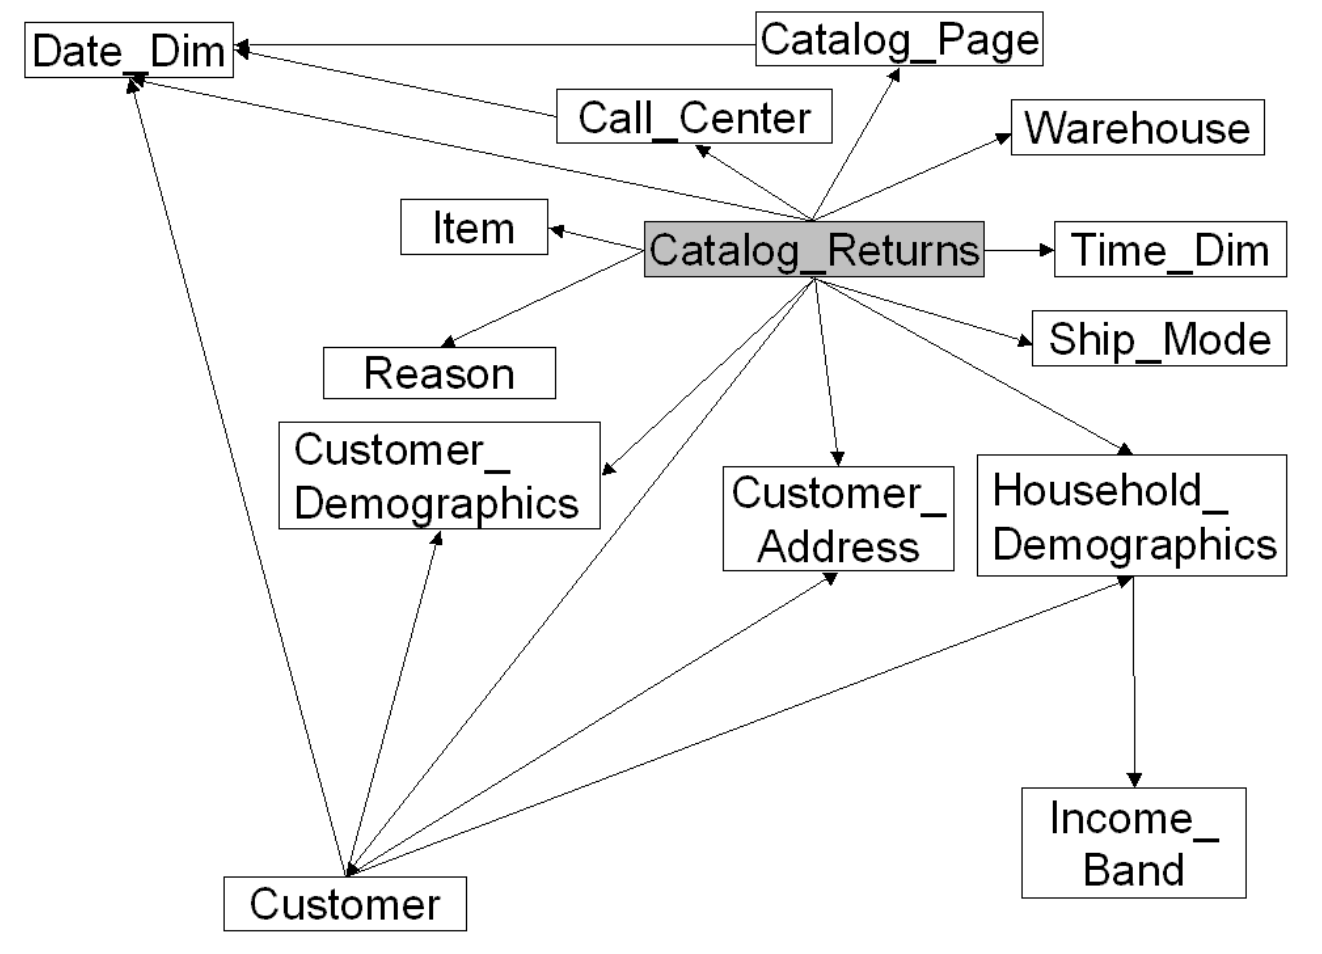 Date_Dim
Catalog_Page
Call_Center
Warehouse
Item
Catalog_Returns
Time_Dim
Ship_Mode
Reason
Customer_
Demographics
Customer_
Address
Household_
Demographics
Income_
Band
Customer